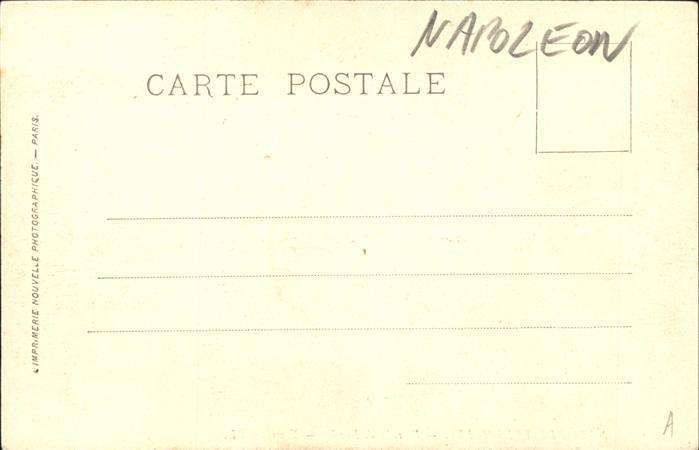 NAPOLEON
CARTE POSTALE
L'IMPRIMERIE NOUVELLE PHOTOGRAPHIQUE. — PARIS.
A